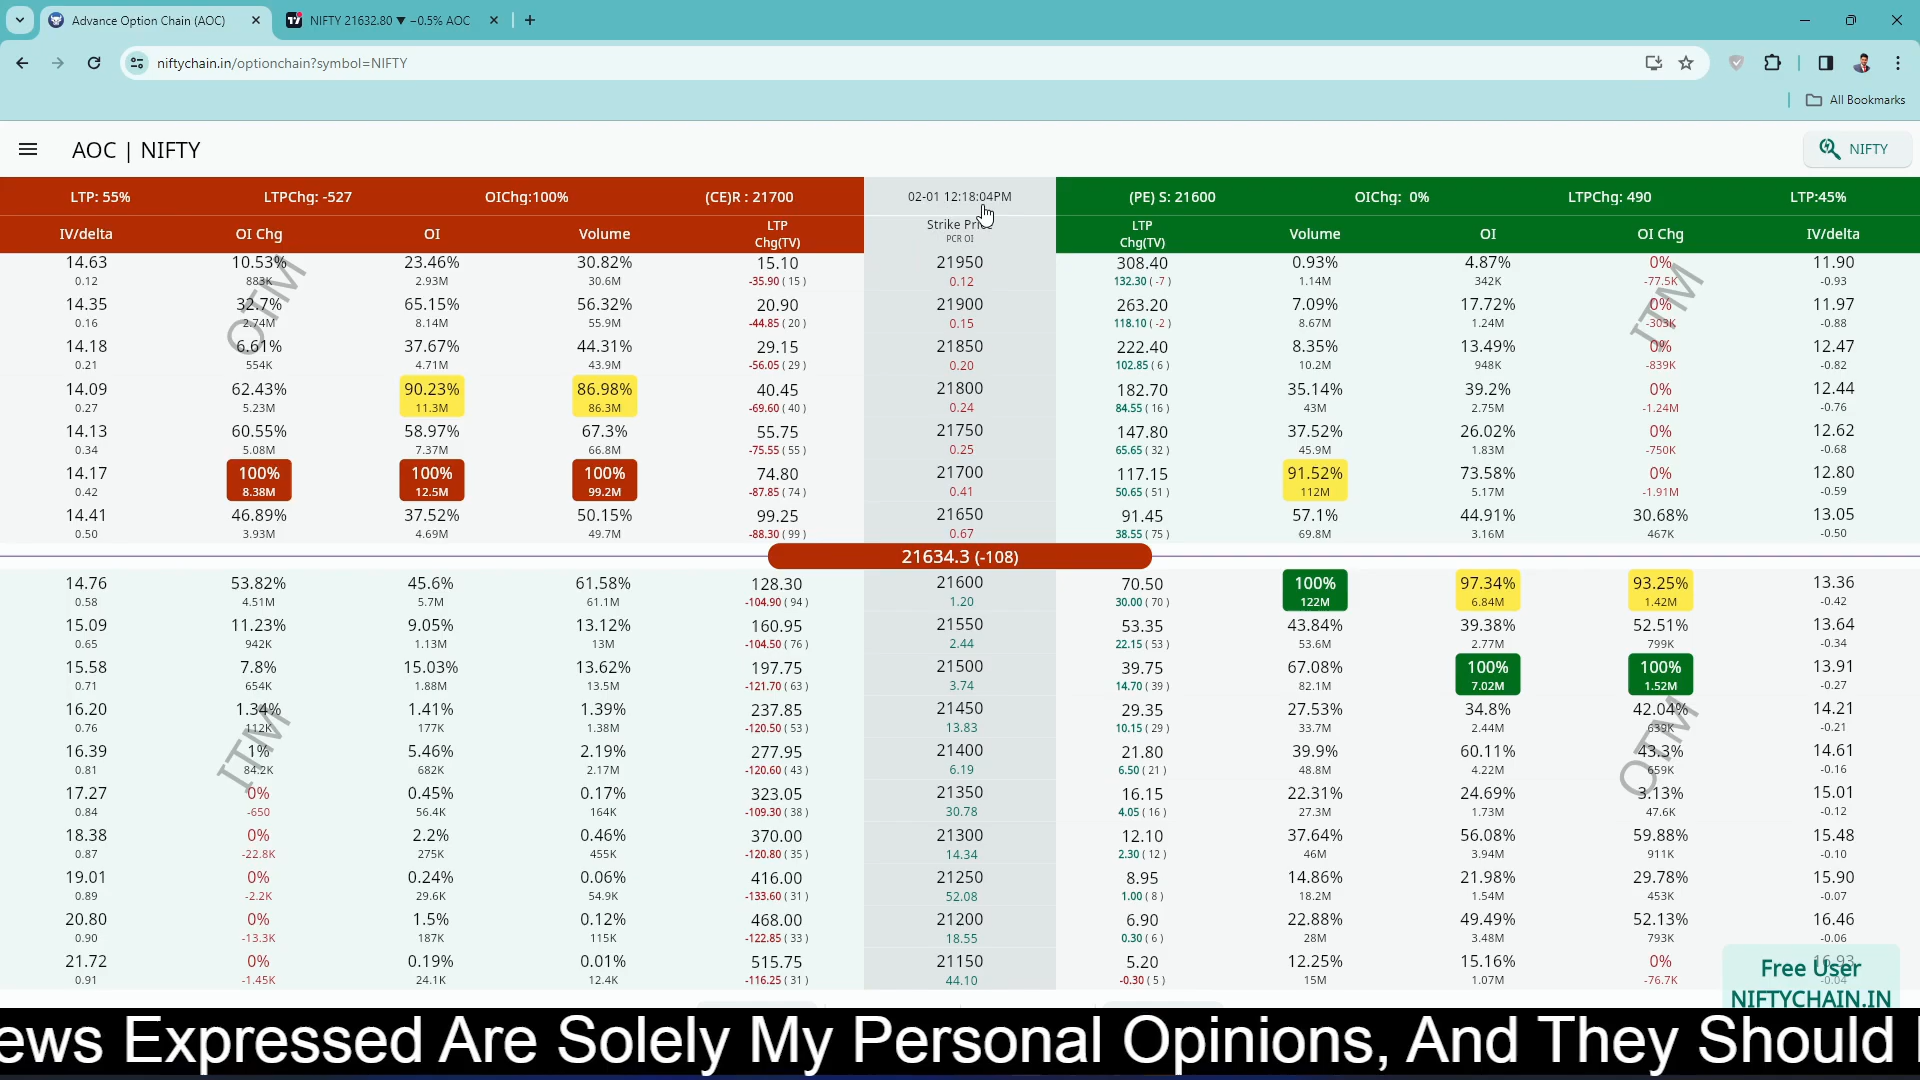 Advance Option Chain (AOC)
NIFTY 21632.80 ▼ −0.5% AOC
niftychain.in/optionchain?symbol=NIFTY
All Bookmarks
AOC | NIFTY
NIFTY
LTP: 55% LTPChg: -527 OIChg:100% (CE)R : 21700 02-01 12:18:04PM (PE) S: 21600 OIChg: 0% LTPChg: 490 LTP:45%
IV/delta OI Chg OI Volume LTP Chg(TV) Strike Price PCR OI LTP Chg(TV) Volume OI OI Chg IV/delta
14.63 10.53% 23.46% 30.82% 15.10 21950 308.40 0.93% 4.87% 0% 11.90
0.12 883K 2.93M 30.6M -35.90 ( 15 ) 0.12 132.30 ( -7 ) 1.14M 342K -77.5K -0.93
14.35 32.7% 65.15% 56.32% 20.90 21900 263.20 7.09% 17.72% 0% 11.97
0.16 2.74M 8.14M 55.9M -44.85 ( 20 ) 0.15 118.10 ( -2 ) 8.67M 1.24M -303K -0.88
OTM ITM
14.18 6.61% 37.67% 44.31% 29.15 21850 222.40 8.35% 13.49% 0% 12.47
0.21 554K 4.71M 43.9M -56.05 ( 29 ) 0.20 102.85 ( 6 ) 10.2M 948K -839K -0.82
14.09 62.43% 90.23% 86.98% 40.45 21800 182.70 35.14% 39.2% 0% 12.44
0.27 5.23M 11.3M 86.3M -69.60 ( 40 ) 0.24 84.55 ( 16 ) 43M 2.75M -1.24M -0.76
14.13 60.55% 58.97% 67.3% 55.75 21750 147.80 37.52% 26.02% 0% 12.62
0.34 5.08M 7.37M 66.8M -75.55 ( 55 ) 0.25 65.65 ( 32 ) 45.9M 1.83M -750K -0.68
14.17 100% 100% 100% 74.80 21700 117.15 91.52% 73.58% 0% 12.80
0.42 8.38M 12.5M 99.2M -87.85 ( 74 ) 0.41 50.65 ( 51 ) 112M 5.17M -1.91M -0.59
14.41 46.89% 37.52% 50.15% 99.25 21650 91.45 57.1% 44.91% 30.68% 13.05
0.50 3.93M 4.69M 49.7M -88.30 ( 99 ) 0.67 38.55 ( 75 ) 69.8M 3.16M 467K -0.50
21634.3 (-108)
14.76 53.82% 45.6% 61.58% 128.30 21600 70.50 100% 97.34% 93.25% 13.36
0.58 4.51M 5.7M 61.1M -104.90 ( 94 ) 1.20 30.00 ( 70 ) 122M 6.84M 1.42M -0.42
15.09 11.23% 9.05% 13.12% 160.95 21550 53.35 43.84% 39.38% 52.51% 13.64
0.65 942K 1.13M 13M -104.50 ( 76 ) 2.44 22.15 ( 53 ) 53.6M 2.77M 799K -0.34
15.58 7.8% 15.03% 13.62% 197.75 21500 39.75 67.08% 100% 100% 13.91
0.71 654K 1.88M 13.5M -121.70 ( 63 ) 3.74 14.70 ( 39 ) 82.1M 7.02M 1.52M -0.27
16.20 1.34% 1.41% 1.39% 237.85 21450 29.35 27.53% 34.8% 42.04% 14.21
0.76 112K 177K 1.38M -120.50 ( 53 ) 13.83 10.15 ( 29 ) 33.7M 2.44M 639K -0.21
ITM OTM
16.39 1% 5.46% 2.19% 277.95 21400 21.80 39.9% 60.11% 43.3% 14.61
0.81 84.2K 682K 2.17M -120.60 ( 43 ) 6.19 6.50 ( 21 ) 48.8M 4.22M 659K -0.16
17.27 0% 0.45% 0.17% 323.05 21350 16.15 22.31% 24.69% 3.13% 15.01
0.84 -650 56.4K 164K -109.30 ( 38 ) 30.78 4.05 ( 16 ) 27.3M 1.73M 47.6K -0.12
18.38 0% 2.2% 0.46% 370.00 21300 12.10 37.64% 56.08% 59.88% 15.48
0.87 -22.8K 275K 455K -120.80 ( 35 ) 14.34 2.30 ( 12 ) 46M 3.94M 911K -0.10
19.01 0% 0.24% 0.06% 416.00 21250 8.95 14.86% 21.98% 29.78% 15.90
0.89 -2.2K 29.6K 54.9K -133.60 ( 31 ) 52.08 1.00 ( 8 ) 18.2M 1.54M 453K -0.07
20.80 0% 1.5% 0.12% 468.00 21200 6.90 22.88% 49.49% 52.13% 16.46
0.90 -13.3K 187K 115K -122.85 ( 33 ) 18.55 0.30 ( 6 ) 28M 3.48M 793K -0.06
21.72 0% 0.19% 0.01% 515.75 21150 5.20 12.25% 15.16% 0% 16.93
0.91 -1.45K 24.1K 12.4K -116.25 ( 31 ) 44.10 -0.30 ( 5 ) 15M 1.07M -76.7K -0.04
Free User
NIFTYCHAIN.IN
ews Expressed Are Solely My Personal Opinions, And They Should